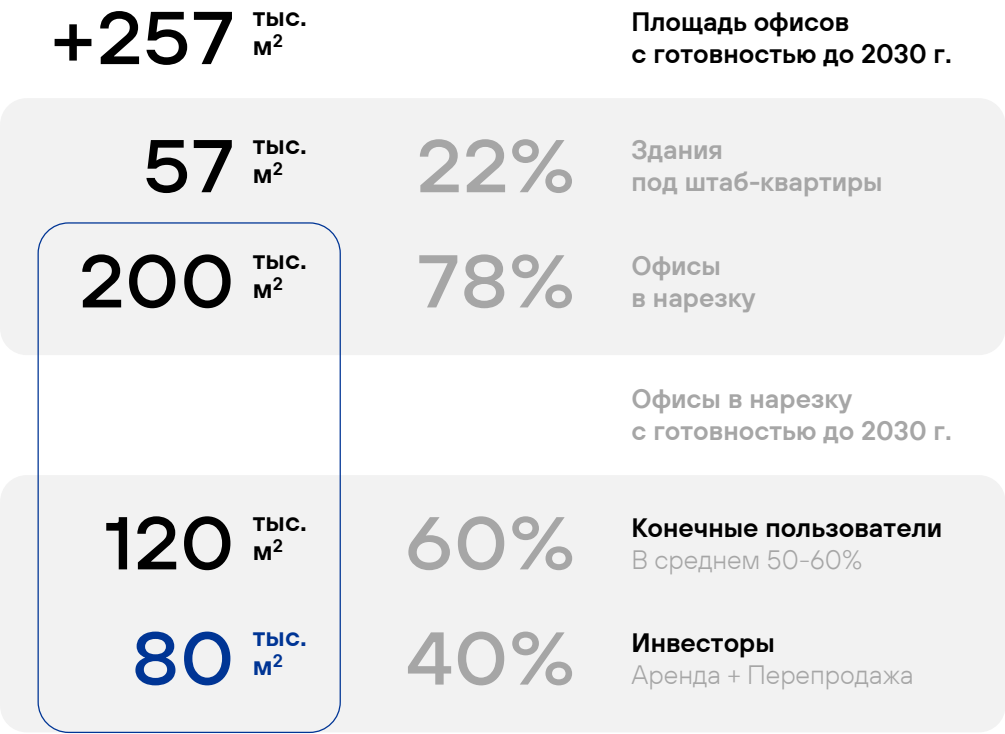 +257 тыс. м²
Площадь офисов
с готовностью до 2030 г.
57 тыс. м²
22%
Здания
под штаб-квартиры
200 тыс. м²
78%
Офисы
в нарезку
Офисы в нарезку
с готовностью до 2030 г.
120 тыс. м²
60%
Конечные пользователи
В среднем 50-60%
80 тыс. м²
40%
Инвесторы
Аренда + Перепродажа